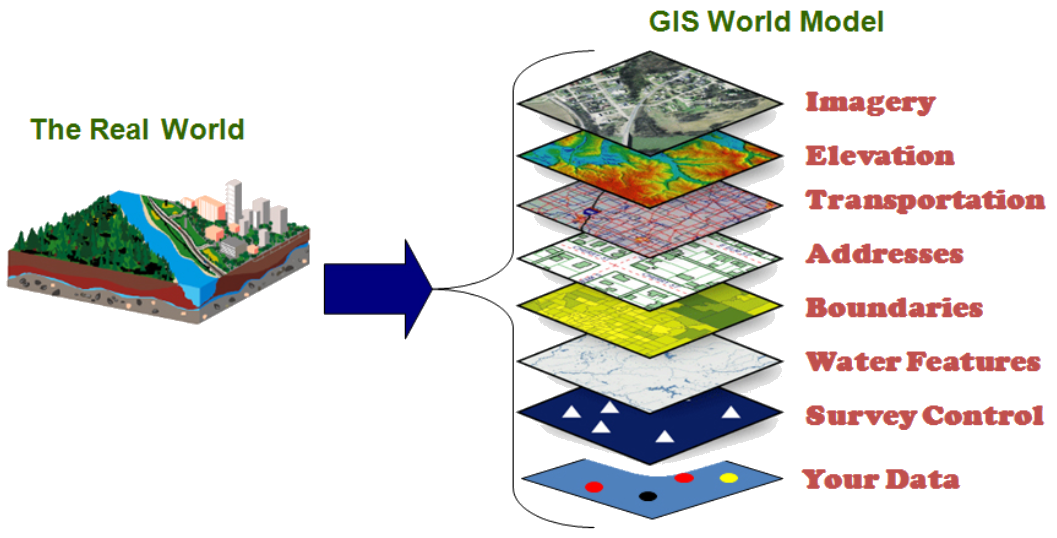 GIS World Model
The Real World
Imagery
Elevation
Transportation
Addresses
Boundaries
Water Features
Survey Control
Your Data